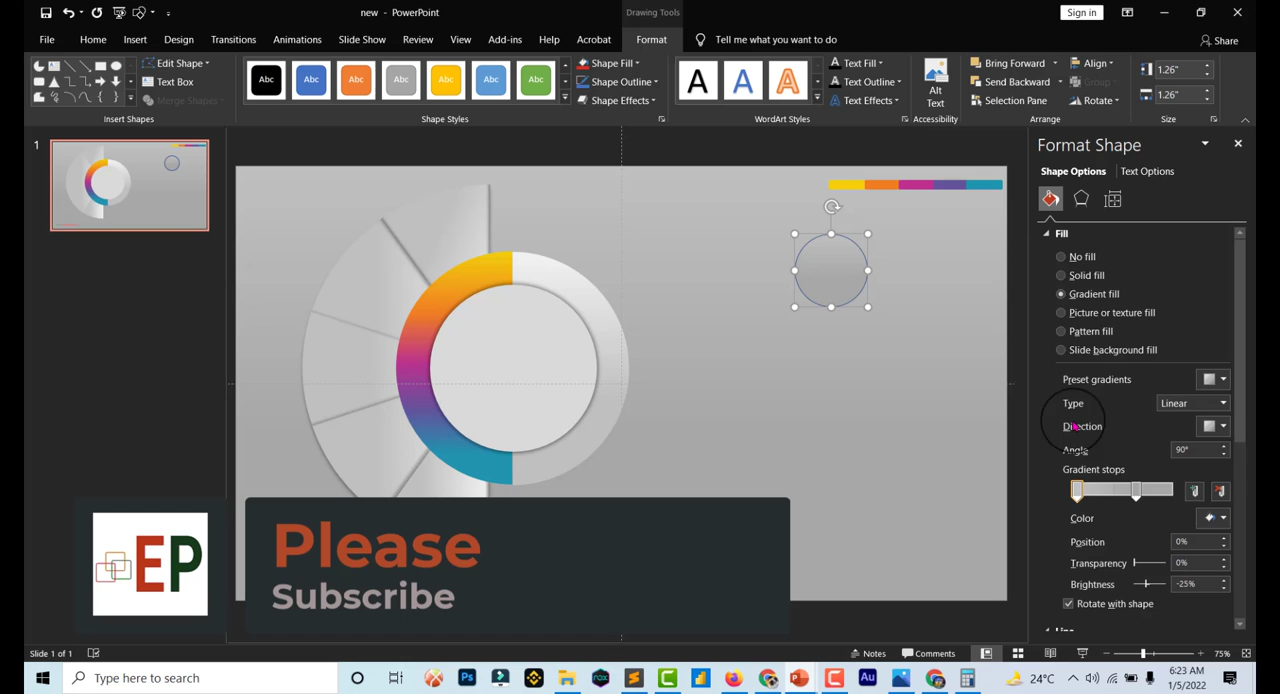 new - PowerPoint
Drawing Tools
Sign in
File Home Insert Design Transitions Animations Slide Show Review View Add-ins Help Acrobat Format Tell me what you want to do Share
Edit Shape
Text Box
Merge Shapes
Insert Shapes
Abc Abc Abc Abc Abc Abc Abc
Shape Fill
Shape Outline
Shape Effects
Shape Styles
A A A
Text Fill
Text Outline
Text Effects
WordArt Styles
Alt
Text
Accessibility
Bring Forward
Send Backward
Selection Pane
Align
Group
Rotate
Arrange
1.26"
1.26"
Size
1
Format Shape
Shape Options Text Options
Fill
No fill
Solid fill
Gradient fill
Picture or texture fill
Pattern fill
Slide background fill
Preset gradients
Type Linear
Direction
Angle 90°
Gradient stops
Color
Position 0%
Transparency 0%
Brightness -25%
Rotate with shape
EP
Please
Subscribe
Slide 1 of 1
Notes Comments 75%
Type here to search
Ps Au
24°C
6:23 AM
1/5/2022